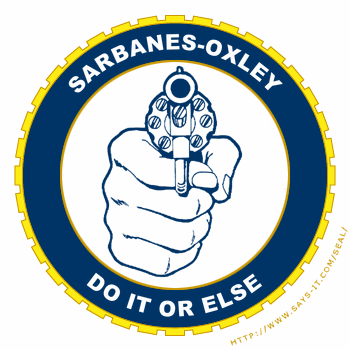 SARBANES-OXLEY
DO IT OR ELSE
HTTP://WWW.SAYS-IT.COM/SEAL/